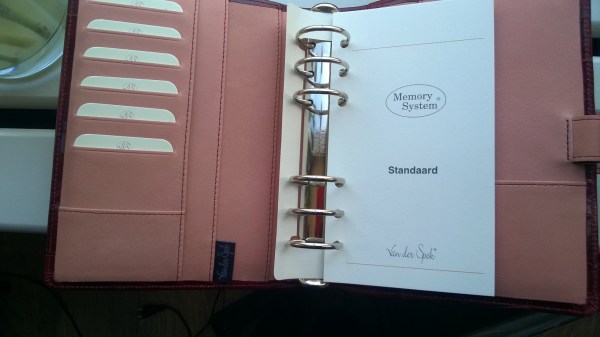 Memory
System®
Standaard
Van der Spek®